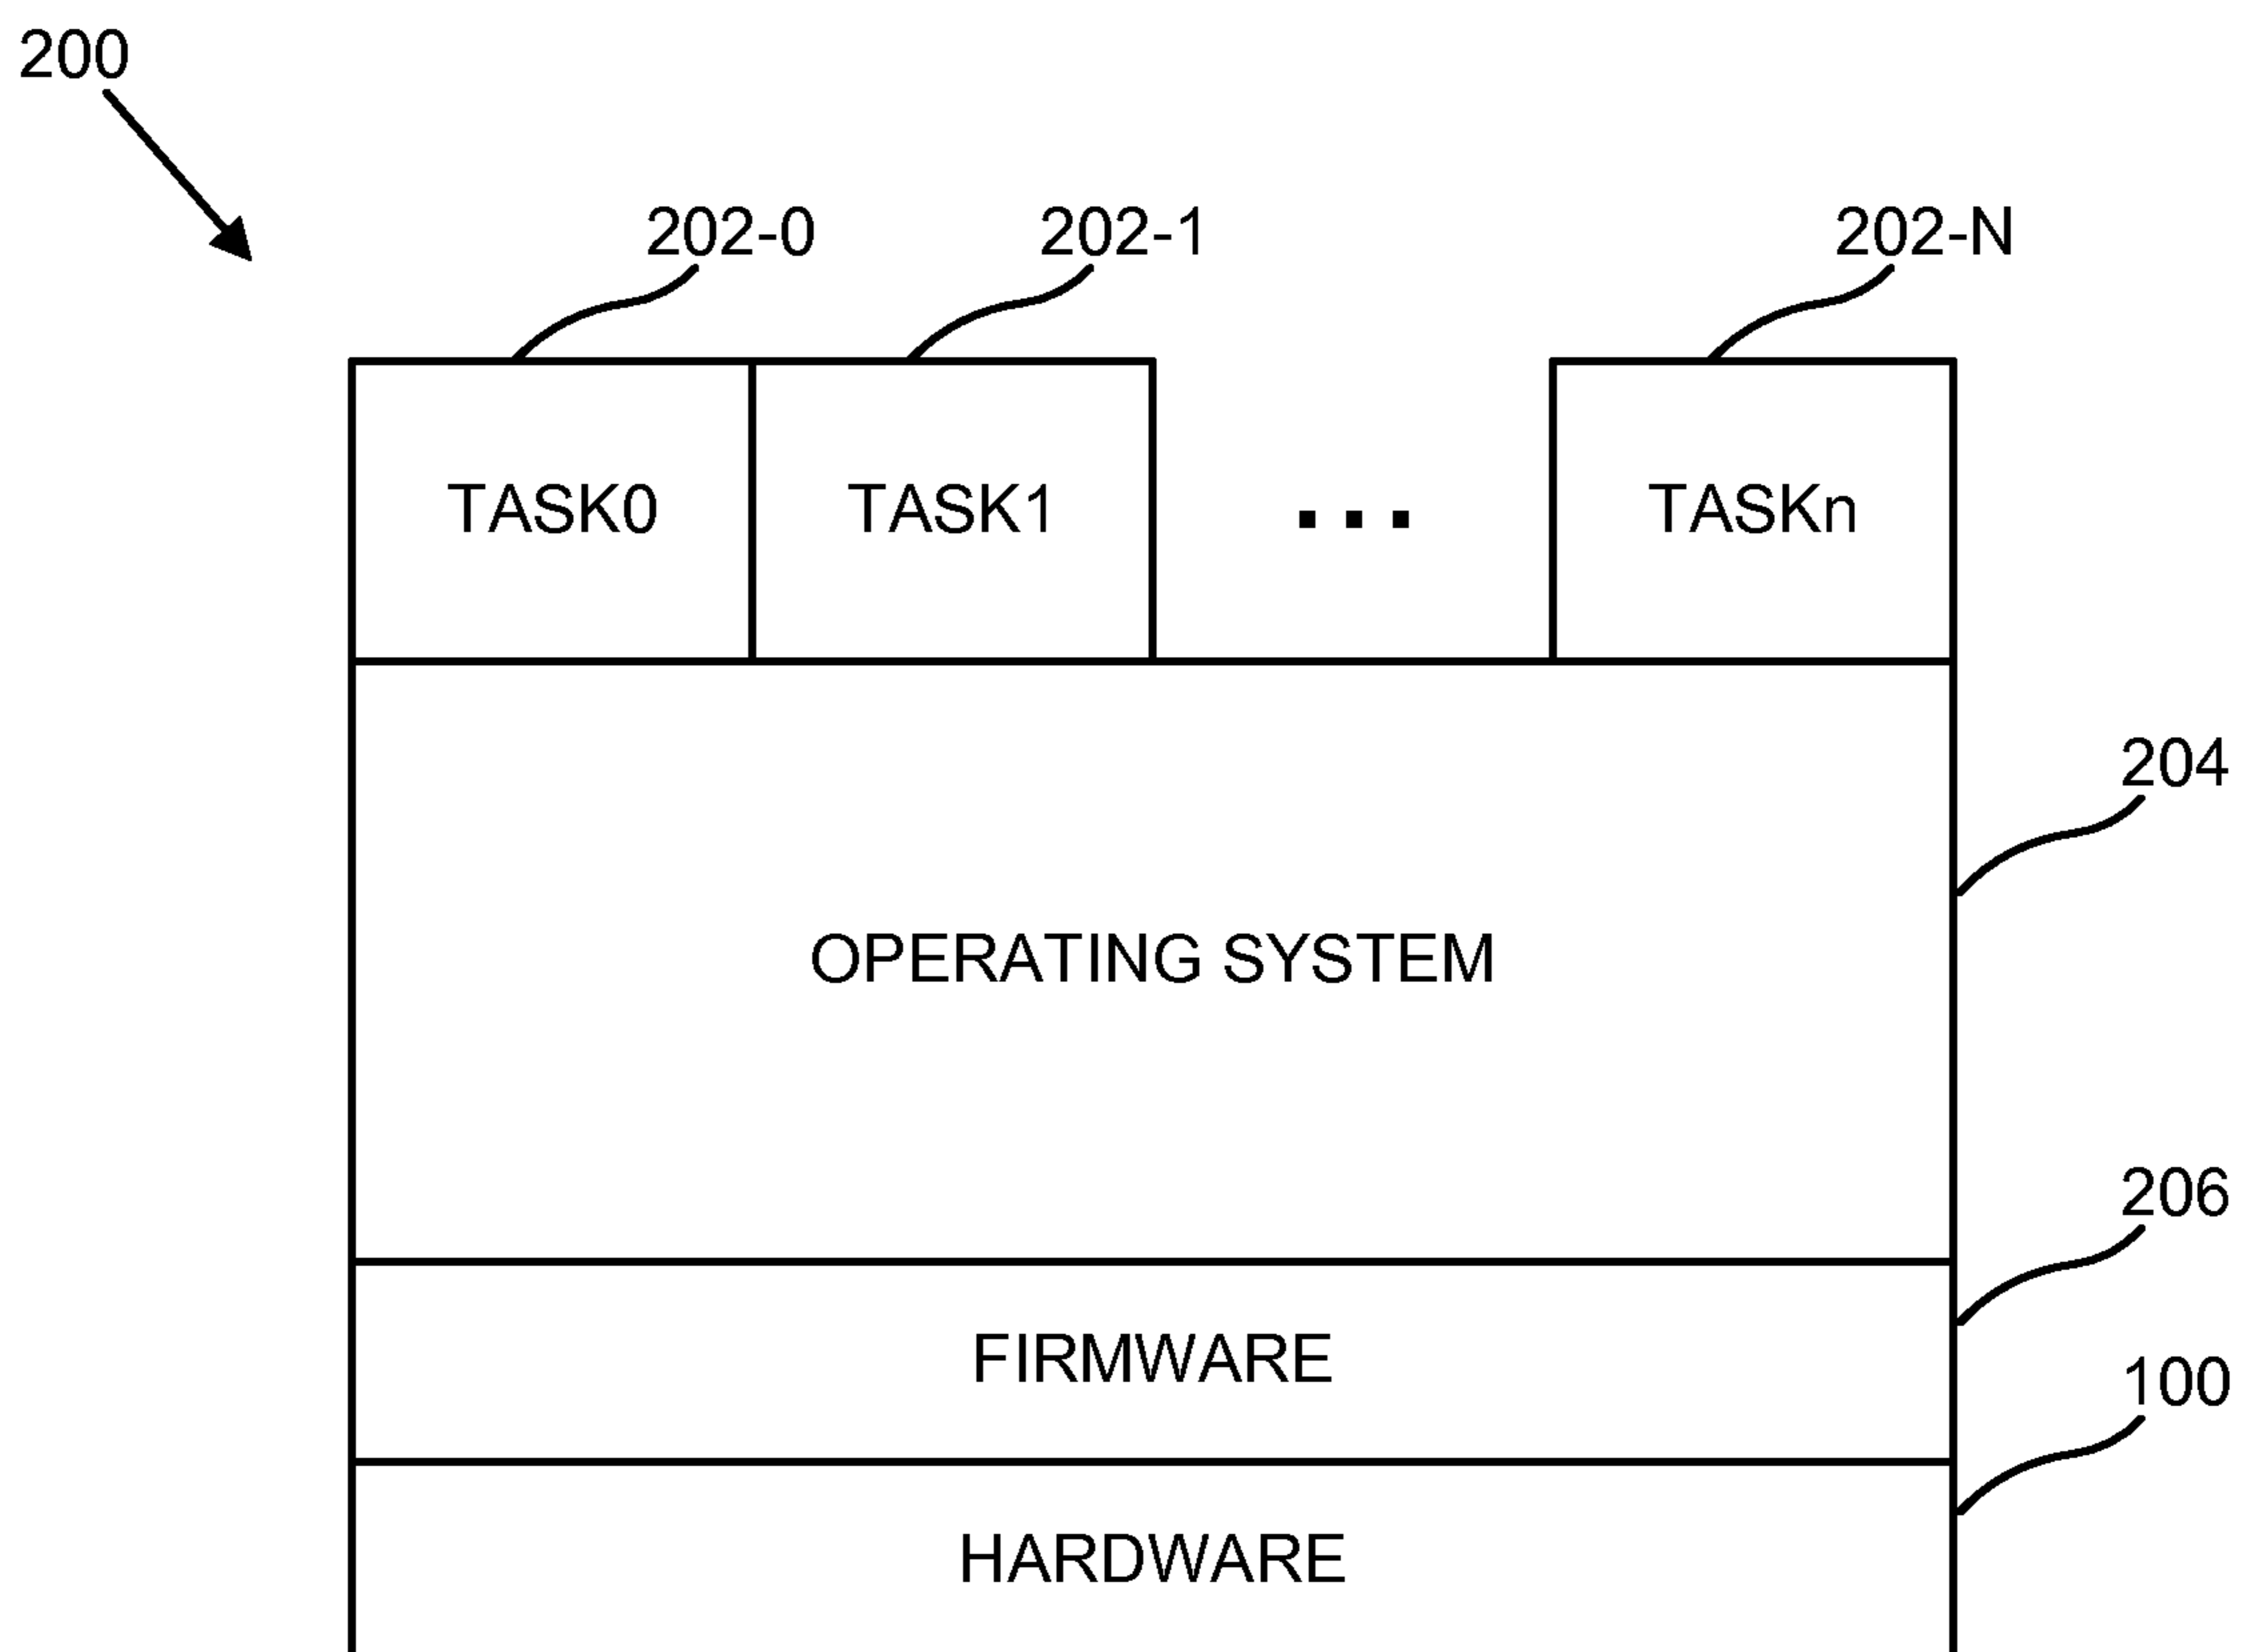 200
202-0 202-1 202-N
TASK0 TASK1 ... TASKn
204
OPERATING SYSTEM
206
FIRMWARE
100
HARDWARE